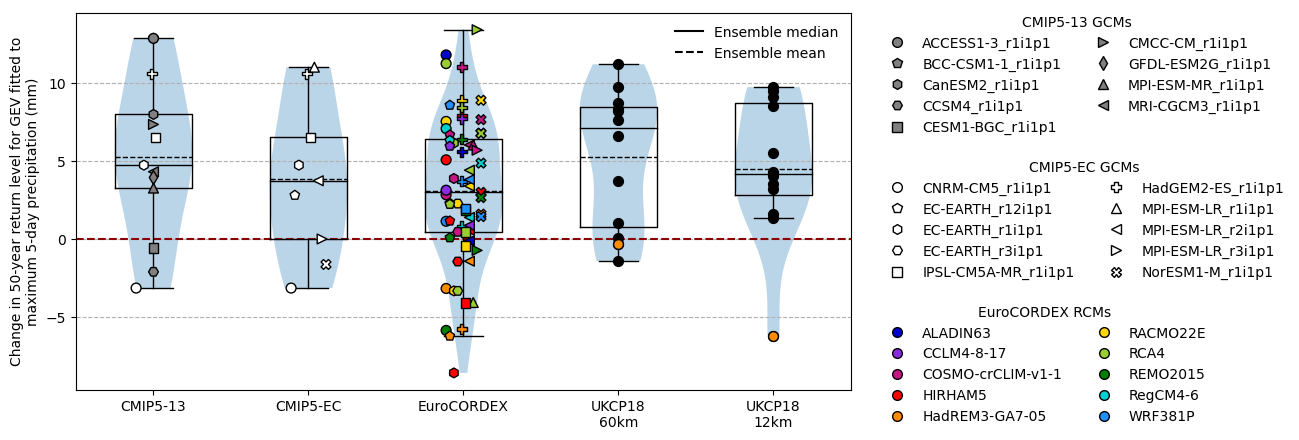 Change in 50-year return level for GEV fitted to
maximum 5-day precipitation (mm)
10
5
0
−5
Ensemble median
Ensemble mean
CMIP5-13
CMIP5-EC
EuroCORDEX
UKCP18
60km
UKCP18
12km
CMIP5-13 GCMs
ACCESS1-3_r1i1p1
BCC-CSM1-1_r1i1p1
CanESM2_r1i1p1
CCSM4_r1i1p1
CESM1-BGC_r1i1p1
CMCC-CM_r1i1p1
GFDL-ESM2G_r1i1p1
MPI-ESM-MR_r1i1p1
MRI-CGCM3_r1i1p1
CMIP5-EC GCMs
CNRM-CM5_r1i1p1
EC-EARTH_r12i1p1
EC-EARTH_r1i1p1
EC-EARTH_r3i1p1
IPSL-CM5A-MR_r1i1p1
HadGEM2-ES_r1i1p1
MPI-ESM-LR_r1i1p1
MPI-ESM-LR_r2i1p1
MPI-ESM-LR_r3i1p1
NorESM1-M_r1i1p1
EuroCORDEX RCMs
ALADIN63
CCLM4-8-17
COSMO-crCLIM-v1-1
HIRHAM5
HadREM3-GA7-05
RACMO22E
RCA4
REMO2015
RegCM4-6
WRF381P